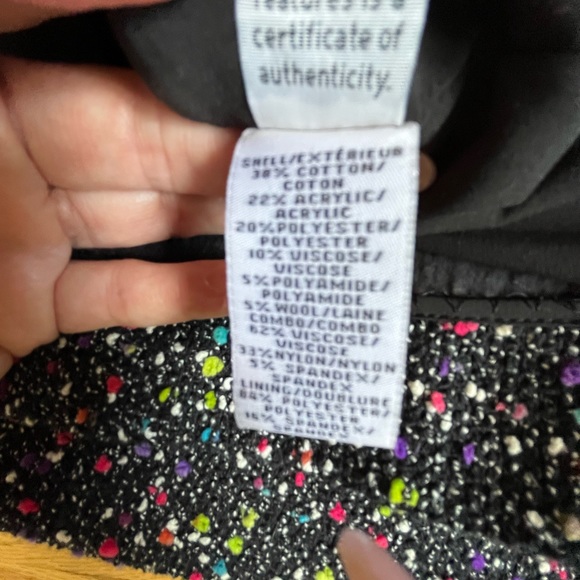 features is a
certificate of
authenticity.
SHELL/EXTÉRIEUR
38% COTTON/
COTON
22% ACRYLIC/
ACRYLIC
20%POLYESTER/
POLYESTER
10% VISCOSE/
VISCOSE
5%POLYAMIDE/
POLYAMIDE
5%WOOL/LAINE
COMBO/COMBO
62% VISCOSE/
VISCOSE
33%NYLON/NYLON
5% SPANDEX/
SPANDEX
LINING/DOUBLURE
84% POLYESTER/
POLYESTER
16% SPANDEX/
SPANDEX